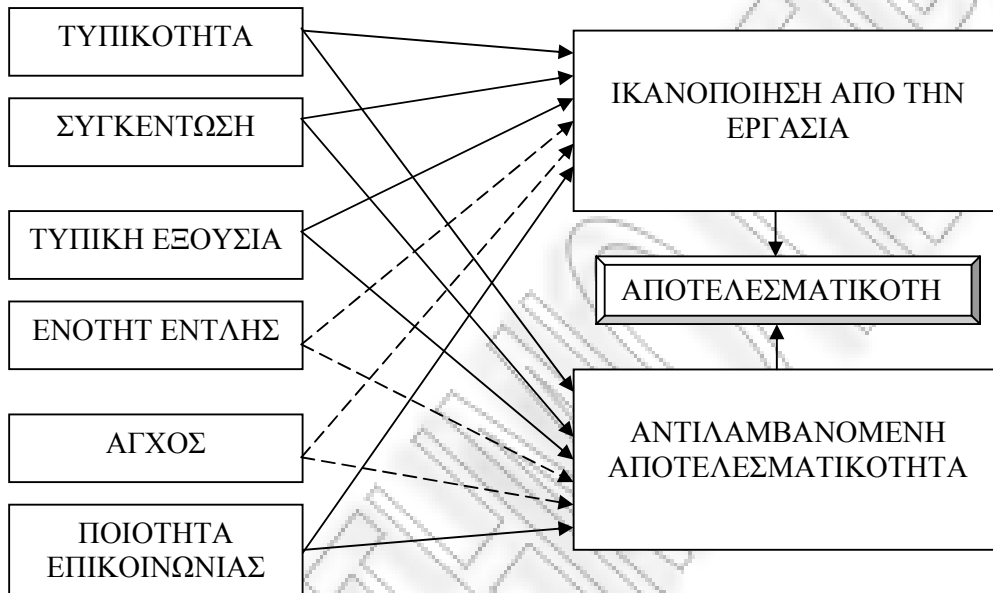 ΤΥΠΙΚΟΤΗΤΑ
ΣΥΓΚΕΝΤΩΣΗ
ΤΥΠΙΚΗ ΕΞΟΥΣΙΑ
ΕΝΟΤΗΤ ΕΝΤΛΗΣ
ΑΓΧΟΣ
ΠΟΙΟΤΗΤΑ
ΕΠΙΚΟΙΝΩΝΙΑΣ
ΙΚΑΝΟΠΟΙΗΣΗ ΑΠΟ ΤΗΝ
ΕΡΓΑΣΙΑ
ΑΠΟΤΕΛΕΣΜΑΤΙΚΟΤΗ
ΑΝΤΙΛΑΜΒΑΝΟΜΕΝΗ
ΑΠΟΤΕΛΕΣΜΑΤΙΚΟΤΗΤΑ